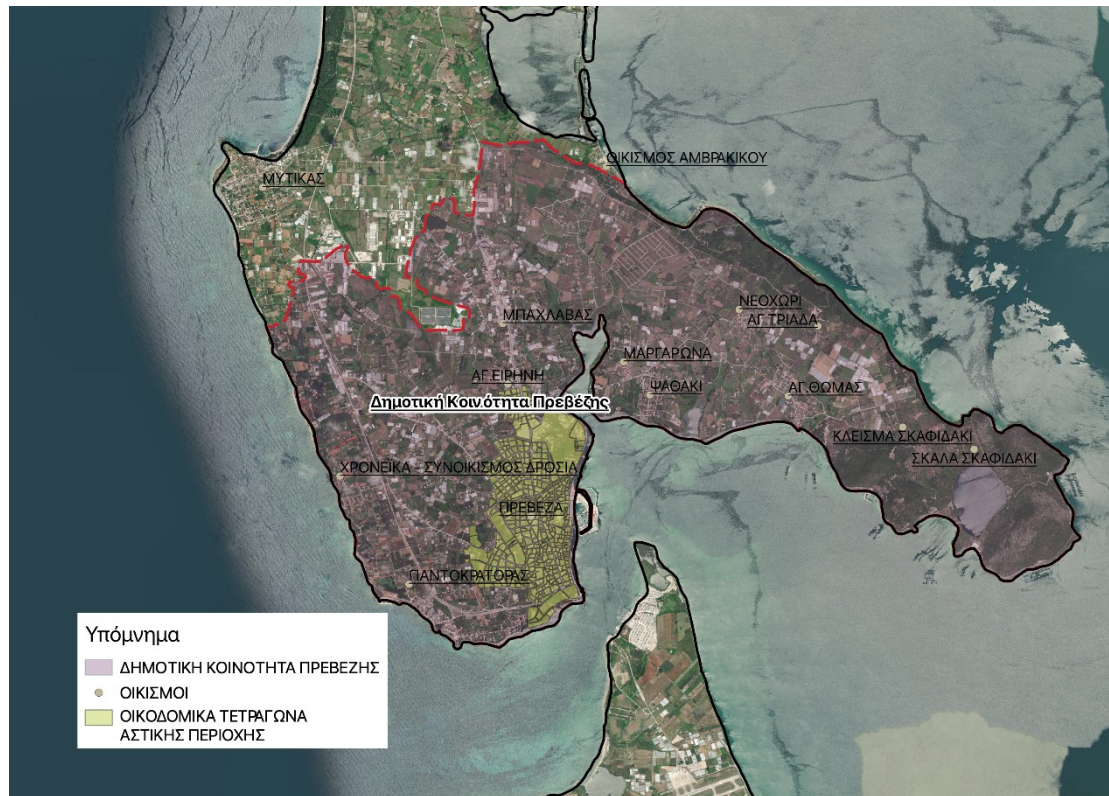 ΟΙΚΙΣΜΟΣ ΑΜΒΡΑΚΙΚΟΥ
ΜΥΤΙΚΑΣ
ΝΕΟΧΩΡΙ
ΜΠΑΧΛΑΒΑΣ
ΑΓ.ΤΡΙΑΔΑ
ΜΑΡΓΑΡΩΝΑ
ΑΓ.ΕΙΡΗΝΗ
ΨΑΘΑΚΙ
ΑΓ.ΘΩΜΑΣ
Δημοτική Κοινότητα Πρεβέζης
ΚΛΕΙΣΜΑ ΣΚΑΦΙΔΑΚΙ
ΣΚΑΛΑ ΣΚΑΦΙΔΑΚΙ
ΧΡΟΝΕΪΚΑ - ΣΥΝΟΙΚΙΣΜΟΣ ΔΡΟΣΙΑ
ΠΡΕΒΕΖΑ
ΠΑΝΤΟΚΡΑΤΟΡΑΣ
Υπόμνημα
ΔΗΜΟΤΙΚΗ ΚΟΙΝΟΤΗΤΑ ΠΡΕΒΕΖΗΣ
ΟΙΚΙΣΜΟΙ
ΟΙΚΟΔΟΜΙΚΑ ΤΕΤΡΑΓΩΝΑ
ΑΣΤΙΚΗΣ ΠΕΡΙΟΧΗΣ